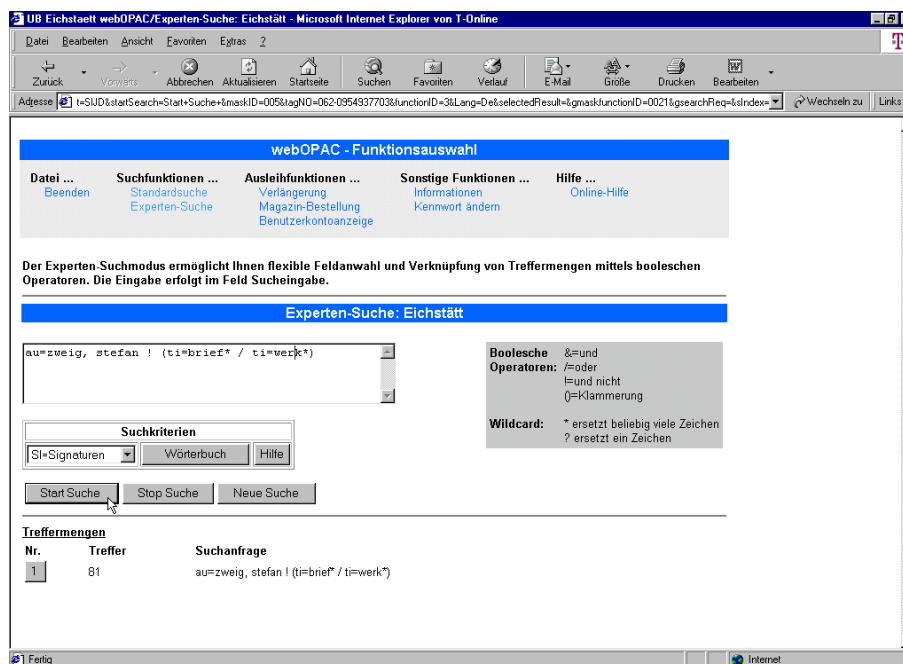 UB Eichstaett webOPAC/Experten-Suche: Eichstätt - Microsoft Internet Explorer von T-Online
Datei Bearbeiten Ansicht Favoriten Extras ?
Zurück Vorwärts Abbrechen Aktualisieren Startseite Suchen Favoriten Verlauf E-Mail Größe Drucken Bearbeiten
Adresse t=SIJD&startSearch=Start+Suche+&maskID=005&tagNO=062-0954937703&functionID=3&Lang=De&selectedResult=&gmaskfunctionID=0021&gsearchReq=&sIndex= Wechseln zu Links
webOPAC - Funktionsauswahl
Datei ... Suchfunktionen ... Ausleihfunktionen ... Sonstige Funktionen ... Hilfe ...
Beenden Standardsuche Verlängerung Informationen Online-Hilfe
Experten-Suche Magazin-Bestellung Kennwort ändern
Benutzerkontoanzeige
Der Experten-Suchmodus ermöglicht Ihnen flexible Feldanwahl und Verknüpfung von Treffermengen mittels booleschen
Operatoren. Die Eingabe erfolgt im Feld Sucheingabe.
Experten-Suche: Eichstätt
au=zweig, stefan ! (ti=brief* / ti=werk*)
Boolesche &=und
Operatoren: /=oder
!=und nicht
()=Klammerung
Wildcard: * ersetzt beliebig viele Zeichen
? ersetzt ein Zeichen
Suchkriterien
SI=Signaturen Wörterbuch Hilfe
Start Suche Stop Suche Neue Suche
Treffermengen
Nr. Treffer Suchanfrage
1 81 au=zweig, stefan ! (ti=brief* / ti=werk*)
Fertig Internet